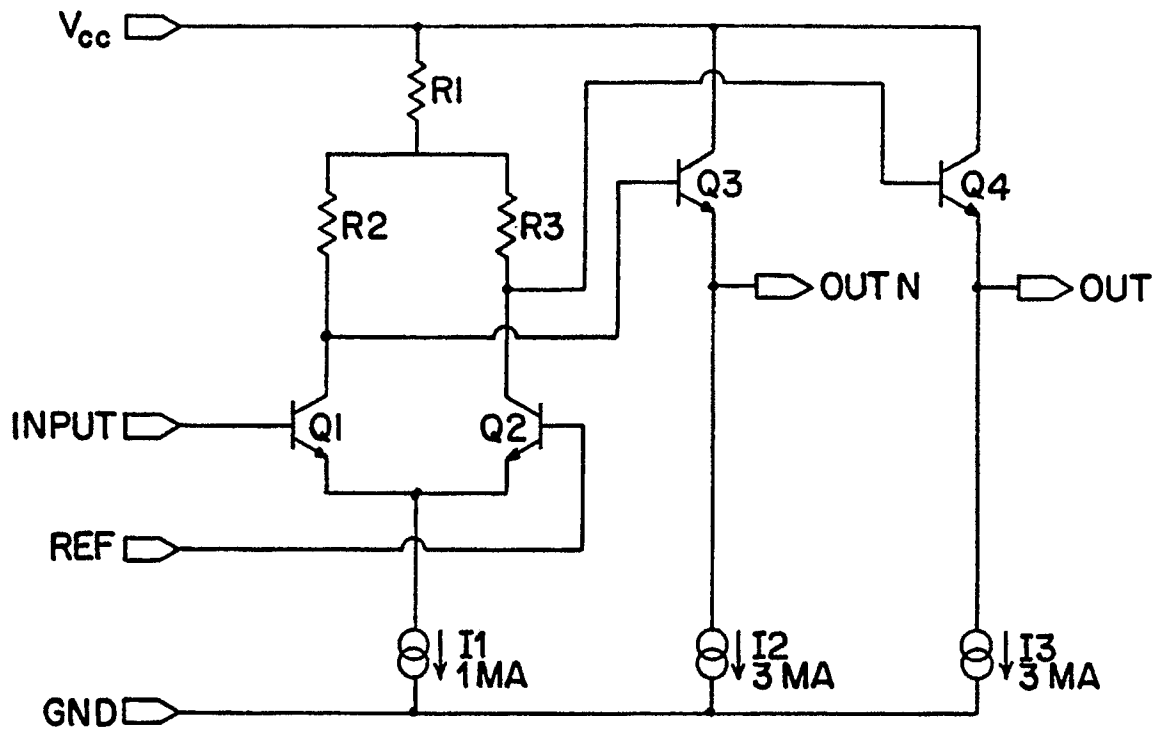 Vcc
R1
R2
R3
Q3
Q4
OUT N
OUT
INPUT
Q1
Q2
REF
I1
1MA
I2
3 MA
I3
3 MA
GND